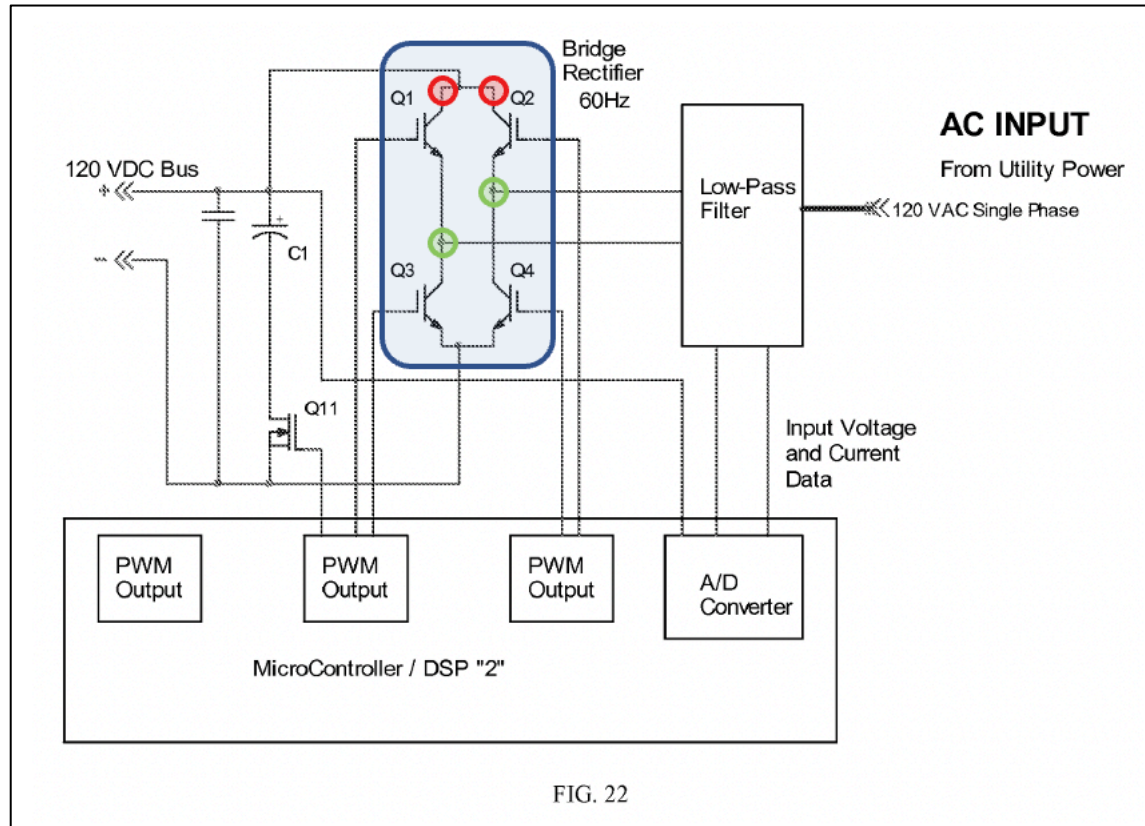 Bridge
Rectifier
60Hz
Q1
Q2
AC INPUT
From Utility Power
120 VDC Bus
+
Low-Pass
Filter
120 VAC Single Phase
+
C1
-
Q3
Q4
Q11
Input Voltage
and Current
Data
PWM
Output
PWM
Output
PWM
Output
A/D
Converter
MicroController / DSP "2"
FIG. 22